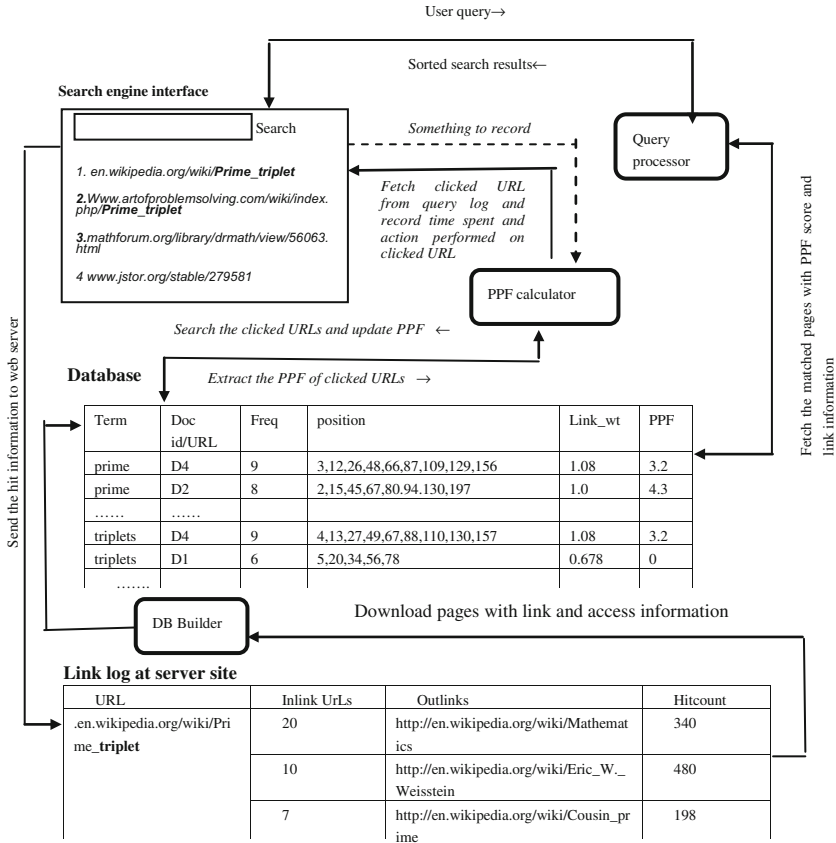 User query→
Sorted search results←
Search engine interface
Search
1. en.wikipedia.org/wiki/Prime_triplet
2.Www.artofproblemsolving.com/wiki/index.
php/Prime_triplet
3.mathforum.org/library/drmath/view/56063.
html
4 www.jstor.org/stable/279581
Something to record
Query
processor
Fetch clicked URL
from query log and
record time spent and
action performed on
clicked URL
PPF calculator
Fetch the matched pages with PPF score and
link information
Send the hit information to web server
Search the clicked URLs and update PPF ←
Database
Extract the PPF of clicked URLs →
Term Doc Freq position Link_wt PPF
id/URL
prime D4 9 3,12,26,48,66,87,109,129,156 1.08 3.2
prime D2 8 2,15,45,67,80.94.130,197 1.0 4.3
…… ……
triplets D4 9 4,13,27,49,67,88,110,130,157 1.08 3.2
triplets D1 6 5,20,34,56,78 0.678 0
…….
DB Builder
Download pages with link and access information
Link log at server site
URL Inlink UrLs Outlinks Hitcount
.en.wikipedia.org/wiki/Pri 20 http://en.wikipedia.org/wiki/Mathemat 340
me_triplet ics
10 http://en.wikipedia.org/wiki/Eric_W._ 480
Weisstein
7 http://en.wikipedia.org/wiki/Cousin_pr 198
ime